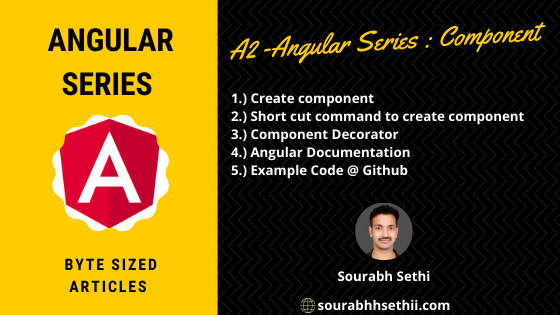 ANGULAR
SERIES
A
BYTE SIZED
ARTICLES
A2 -Angular Series : Component
1.) Create component
2.) Short cut command to create component
3.) Component Decorator
4.) Angular Documentation
5.) Example Code @ Github
Sourabh Sethi
sourabhhsethii.com